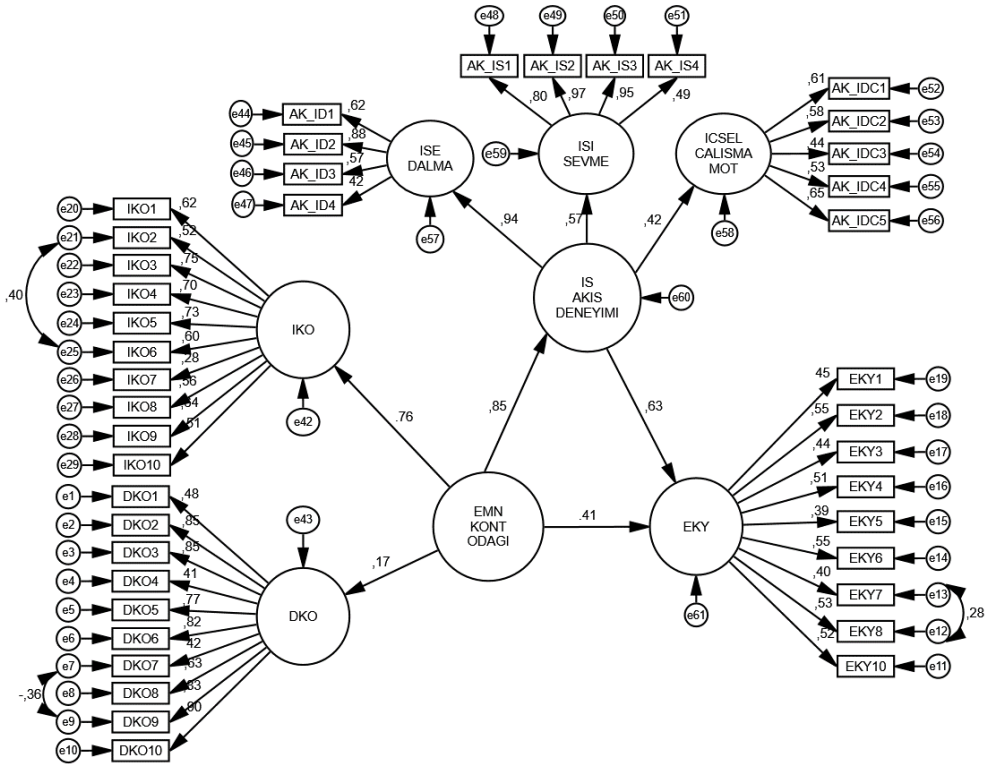 e48
e49
e50
e51
AK_IS1
AK_IS2
AK_IS3
AK_IS4
,80
,97
,95
,49
e44
AK_ID1
,62
e45
AK_ID2
,88
e46
AK_ID3
,57
e47
AK_ID4
,42
ISE
DALMA
e57
e59
ISI
SEVME
ICSEL
CALISMA
MOT
e58
,61
AK_IDC1
e52
,58
AK_IDC2
e53
,44
AK_IDC3
e54
,53
AK_IDC4
e55
,65
AK_IDC5
e56
,94
,57
,42
IS
AKIS
DENEYIMI
e60
e20
IKO1
,62
e21
IKO2
,52
e22
IKO3
,75
e23
IKO4
,70
e24
IKO5
,73
e25
IKO6
,60
e26
IKO7
,28
e27
IKO8
,56
e28
IKO9
e29
IKO10
,51
,40
IKO
e42
.76
,85
,63
.41
,17
EMN
KONT
ODAGI
e43
DKO
EKY
e61
e1
DKO1
,48
e2
DKO2
,85
e3
DKO3
,85
e4
DKO4
,41
e5
DKO5
,77
e6
DKO6
,82
e7
DKO7
,42
e8
DKO8
,63
e9
DKO9
e10
DKO10
-,36
45
EKY1
e19
,55
EKY2
e18
,44
EKY3
e17
,51
EKY4
e16
,39
EKY5
e15
,55
EKY6
e14
,40
EKY7
e13
,53
EKY8
e12
,52
EKY10
e11
,28